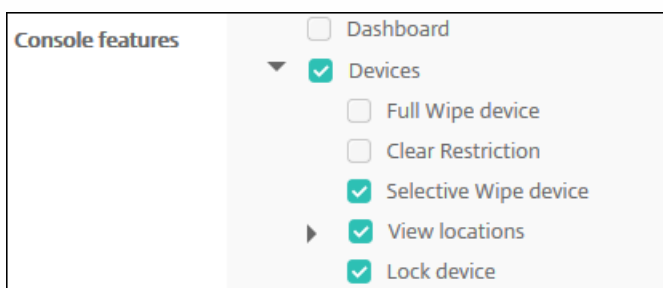 Console features
Dashboard
Devices
Full Wipe device
Clear Restriction
Selective Wipe device
View locations
Lock device